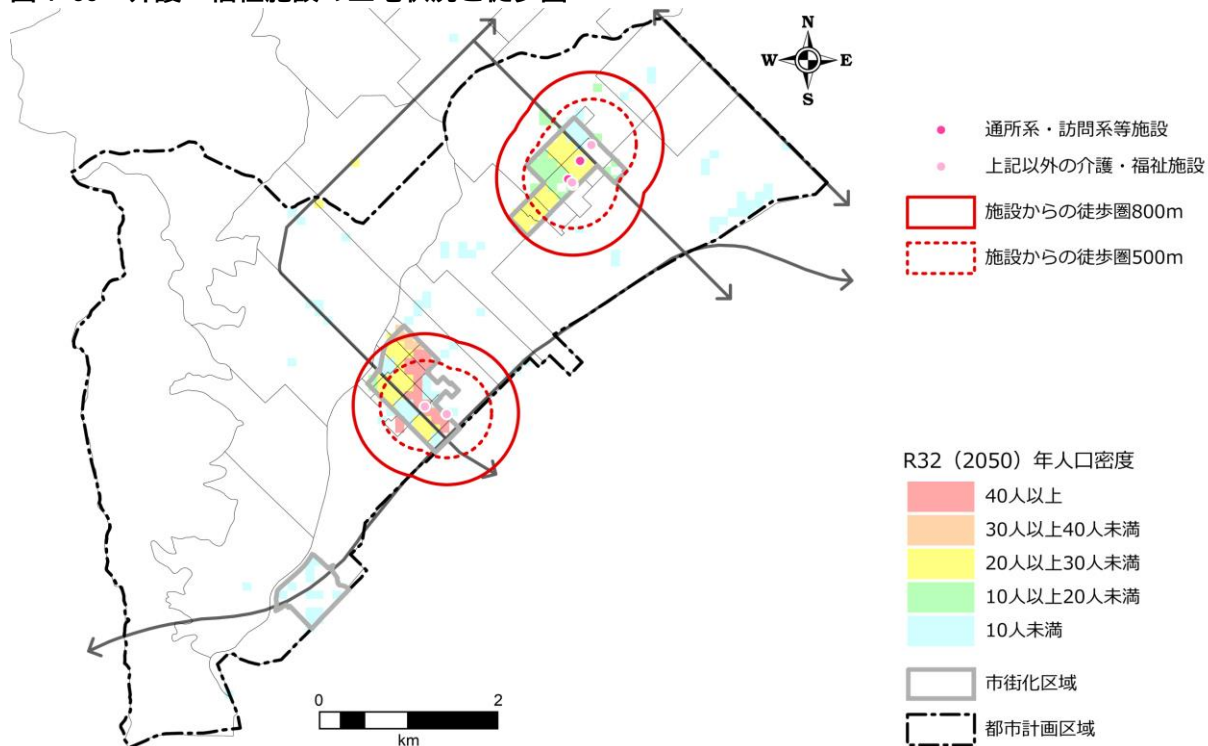 N
W E
S
通所系・訪問系等施設
上記以外の介護・福祉施設
施設からの徒歩圏800m
施設からの徒歩圏500m
R32（2050）年人口密度
40人以上
30人以上40人未満
20人以上30人未満
10人以上20人未満
10人未満
市街化区域
都市計画区域
0 2
km